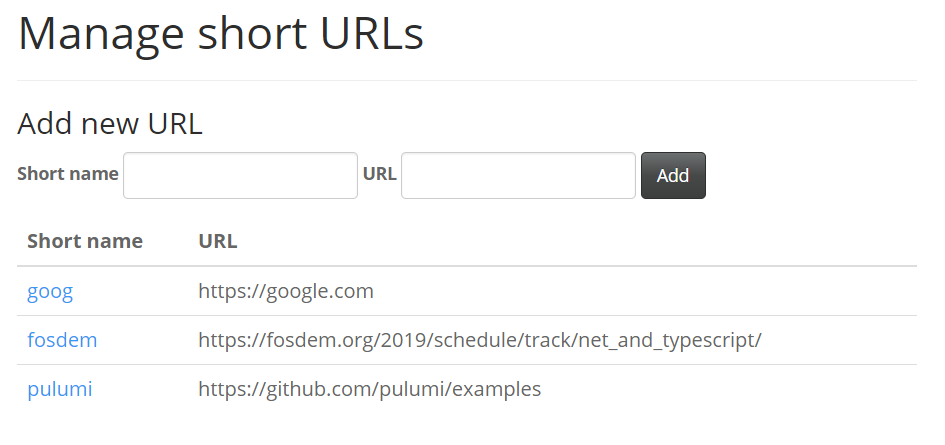 Manage short URLs
Add new URL
Short name URL Add
Short name URL
goog https://google.com
fosdem https://fosdem.org/2019/schedule/track/net_and_typescript/
pulumi https://github.com/pulumi/examples